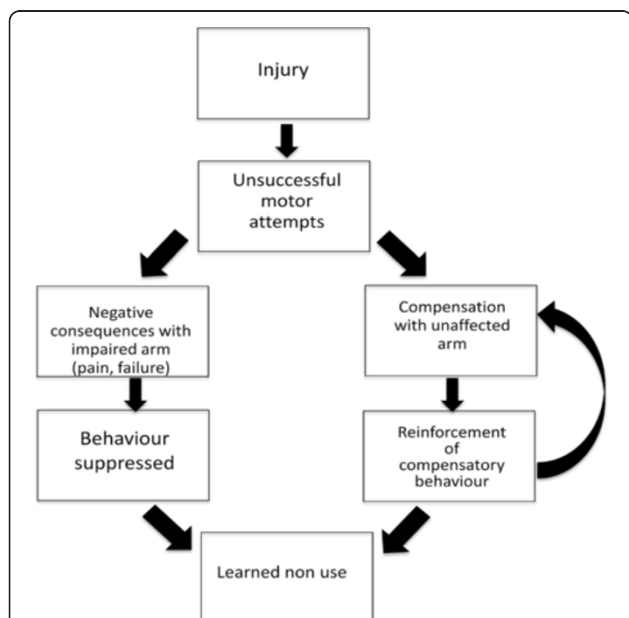 Injury
Unsuccessful
motor
attempts
Negative
consequences with
impaired arm
(pain, failure)
Compensation
with unaffected
arm
Behaviour
suppressed
Reinforcement
of
compensatory
behaviour
Learned non use